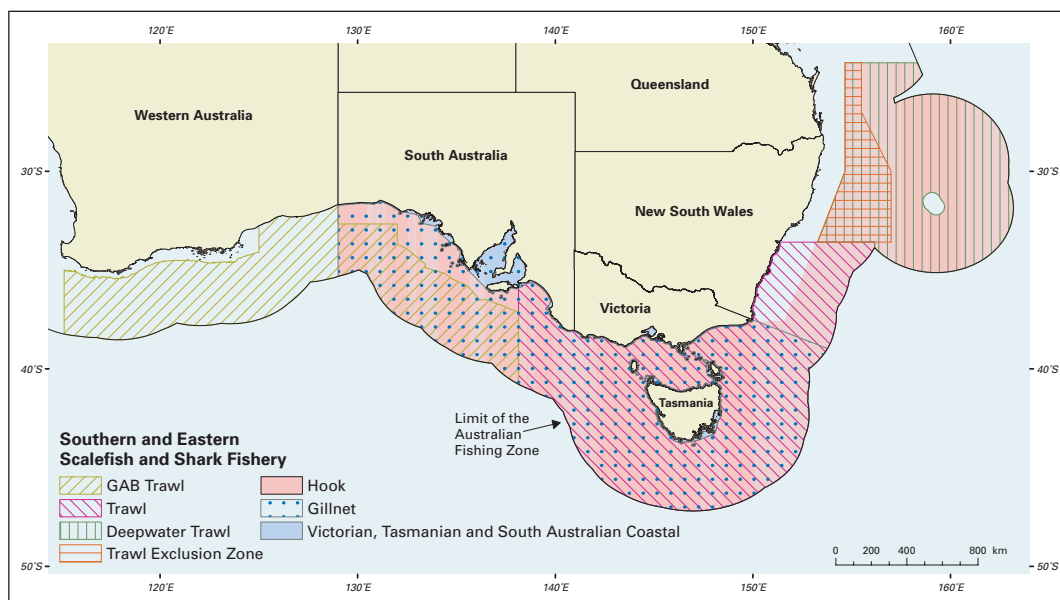 120°E 130°E 140°E 150°E 160°E
Queensland
Western Australia
South Australia
30°S 30°S
New South Wales
Victoria
40°S 40°S
Tasmania
Limit of the
Australian
Fishing Zone
Southern and Eastern
Scalefish and Shark Fishery
GAB Trawl
Trawl
Deepwater Trawl
Trawl Exclusion Zone
Hook
Gillnet
Victorian, Tasmanian and South Australian Coastal
0 200 400 800 km
50°S 50°S
120°E 130°E 140°E 150°E 160°E